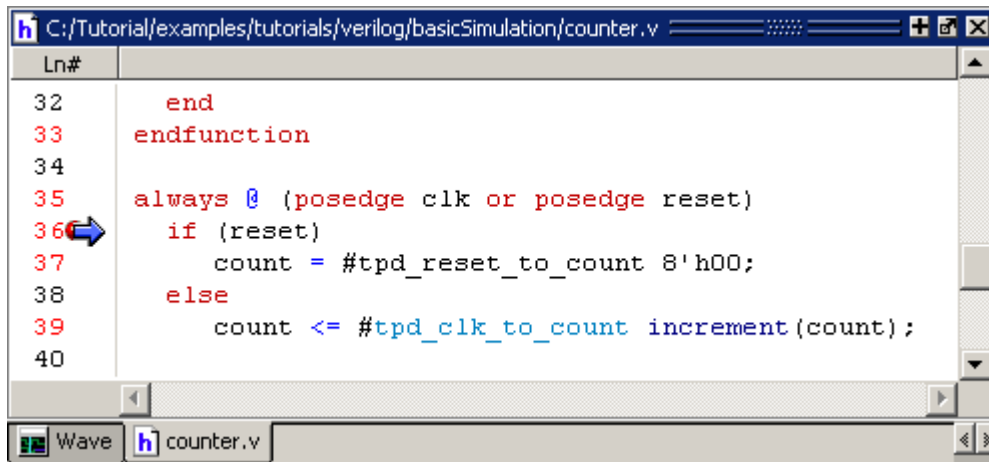 h C:/Tutorial/examples/tutorials/verilog/basicSimulation/counter.v
Ln#
32 end
33 endfunction
34
35 always @ (posedge clk or posedge reset)
36 if (reset)
37 count = #tpd_reset_to_count 8'h00;
38 else
39 count <= #tpd_clk_to_count increment(count);
40
Wave h counter.v